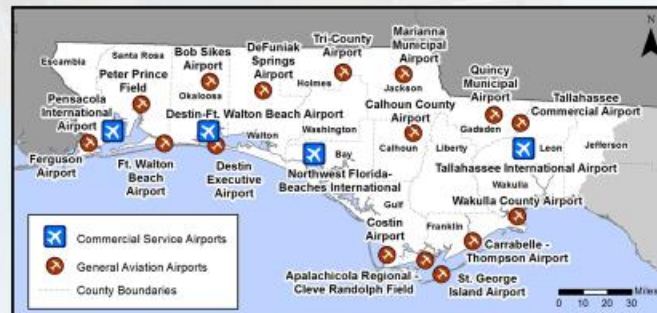 N
Escambia
Santa Rosa
Bob Sikes
Airport
DeFuniak
Springs
Airport
Tri-County
Airport
Marianna
Municipal
Airport
Peter Prince
Field
Okaloosa
Holmes
Jackson
Quincy
Municipal
Airport
Tallahassee
Commercial Airport
Pensacola
International
Airport
Destin-Ft. Walton Beach Airport
Calhoun County
Airport
Gadsden
Walton
Washington
Ferguson
Airport
Ft. Walton
Beach
Airport
Destin
Executive
Airport
Bay
Calhoun
Liberty
Leon
Jefferson
Northwest Florida-
Beaches International
Tallahassee International Airport
Wakulla
Gulf
Wakulla County Airport
Costin
Airport
Franklin
Carrabelle -
Thompson Airport
Apalachicola Regional -
Cleve Randolph Field
St. George
Island Airport
Commercial Service Airports
General Aviation Airports
County Boundaries
Miles
0 10 20 30